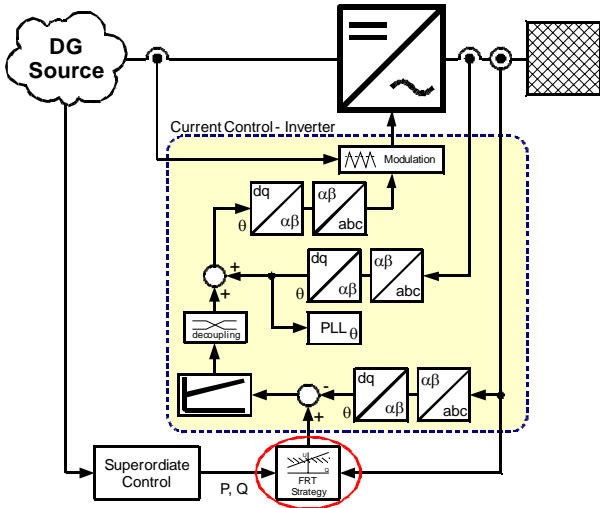 DG
Source
Current Control - Inverter
Modulation
dq
αβ
θ
αβ
abc
+
+
dq
αβ
θ
αβ
abc
PLL θ
decoupling
-
+
dq
αβ
θ
αβ
abc
Superordiate
Control
P, Q
FRT
Strategy